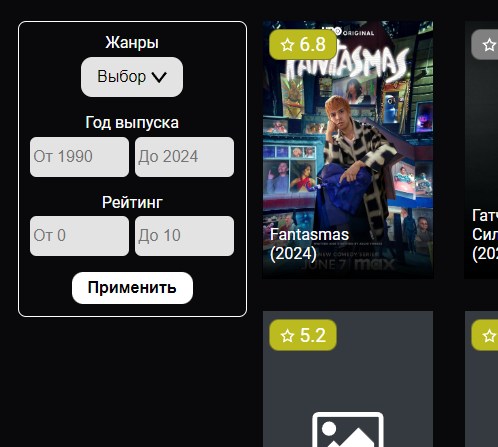 Жанры
Выбор
Год выпуска
От 1990
До 2024
Рейтинг
От 0
До 10
Применить
6.8
HBO ORIGINAL
FANTASMAS
Fantasmas
(2024)
JUNE 7
max
Гатч
Сил
(202
5.2